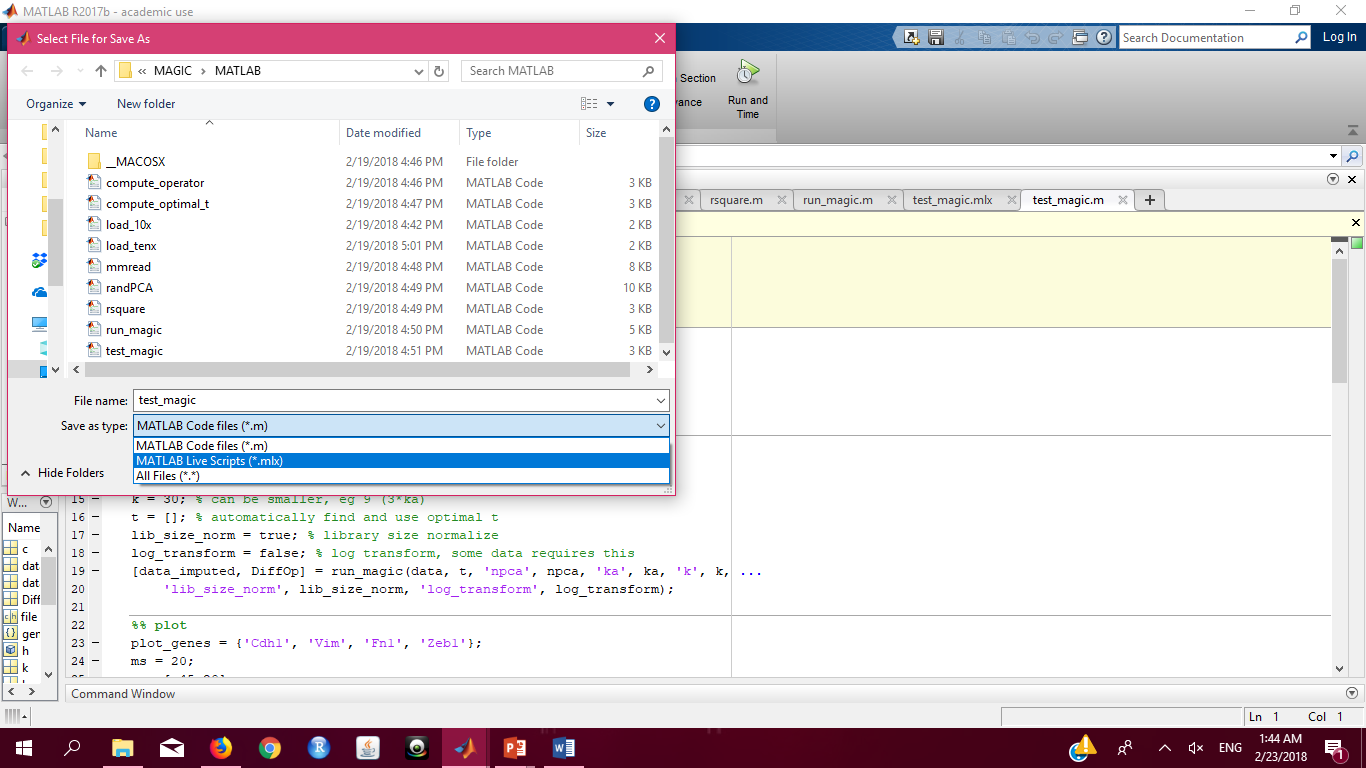 MATLAB R2017b - academic use
Select File for Save As
« MAGIC › MATLAB
Search MATLAB
Search Documentation
Log In
Organize
New folder
Section
vance
Run and
Time
Name Date modified Type Size
__MACOSX 2/19/2018 4:46 PM File folder
compute_operator 2/19/2018 4:46 PM MATLAB Code 3 KB
compute_optimal_t 2/19/2018 4:47 PM MATLAB Code 3 KB
load_10x 2/19/2018 4:42 PM MATLAB Code 2 KB
load_tenx 2/19/2018 5:01 PM MATLAB Code 2 KB
mmread 2/19/2018 4:48 PM MATLAB Code 8 KB
randPCA 2/19/2018 4:49 PM MATLAB Code 10 KB
rsquare 2/19/2018 4:49 PM MATLAB Code 3 KB
run_magic 2/19/2018 4:50 PM MATLAB Code 5 KB
test_magic 2/19/2018 4:51 PM MATLAB Code 3 KB
rsquare.m run_magic.m test_magic.mlx test_magic.m
File name: test_magic
Save as type: MATLAB Code files (*.m)
MATLAB Code files (*.m)
MATLAB Live Scripts (*.mlx)
All Files (*.*)
Hide Folders
W...
Name
c
dat
dat
Diff
file
ger
h
k
15 – k = 30; % can be smaller, eg 9 (3*ka)
16 – t = []; % automatically find and use optimal t
17 – lib_size_norm = true; % library size normalize
18 – log_transform = false; % log transform, some data requires this
19 – [data_imputed, DiffOp] = run_magic(data, t, 'npca', npca, 'ka', ka, 'k', k, ...
20 'lib_size_norm', lib_size_norm, 'log_transform', log_transform);
21
22 %% plot
23 – plot_genes = {'Cdh1', 'Vim', 'Fn1', 'Zeb1'};
24 – ms = 20;
Command Window
Ln 1 Col 1
ENG
1:44 AM
2/23/2018
1